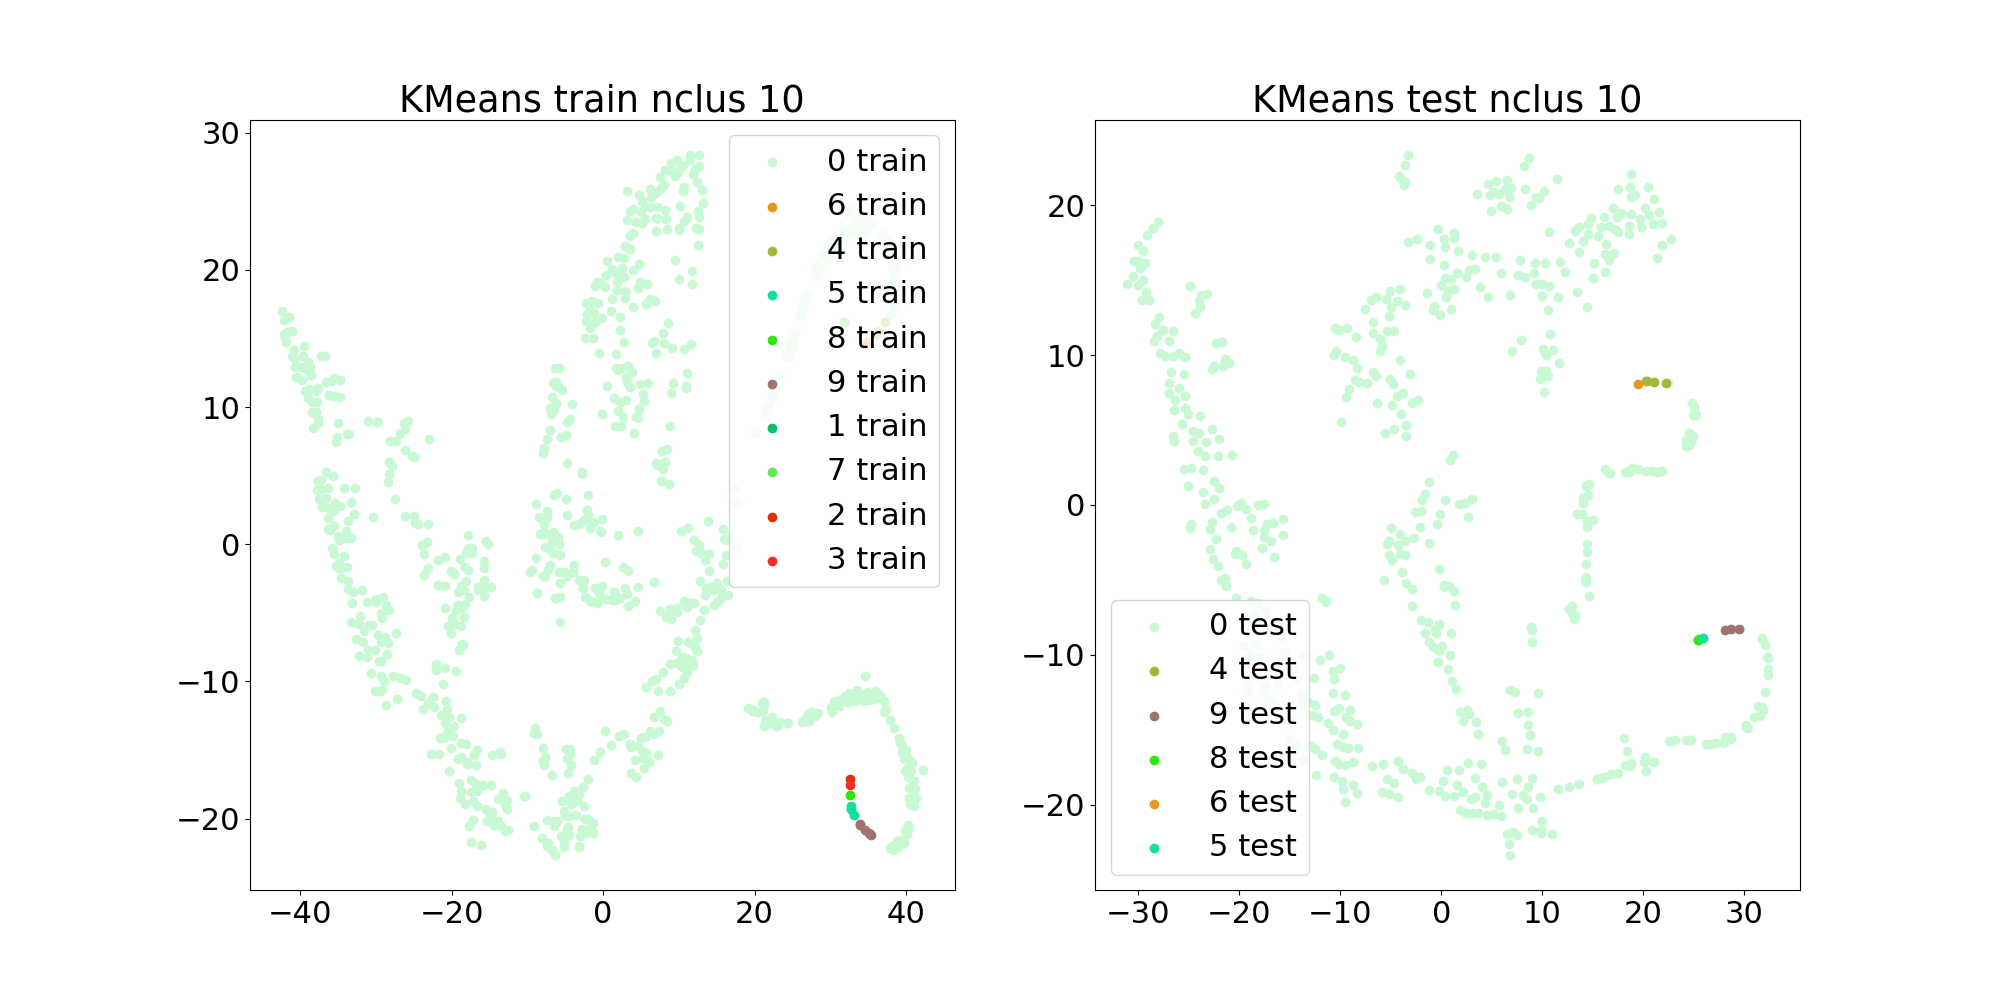 KMeans train nclus 10
30
20
10
0
−10
−20
−40
−20
0
20
40
0 train
6 train
4 train
5 train
8 train
9 train
1 train
7 train
2 train
3 train
KMeans test nclus 10
20
10
0
−10
−20
−30
−20
−10
0
10
20
30
0 test
4 test
9 test
8 test
6 test
5 test